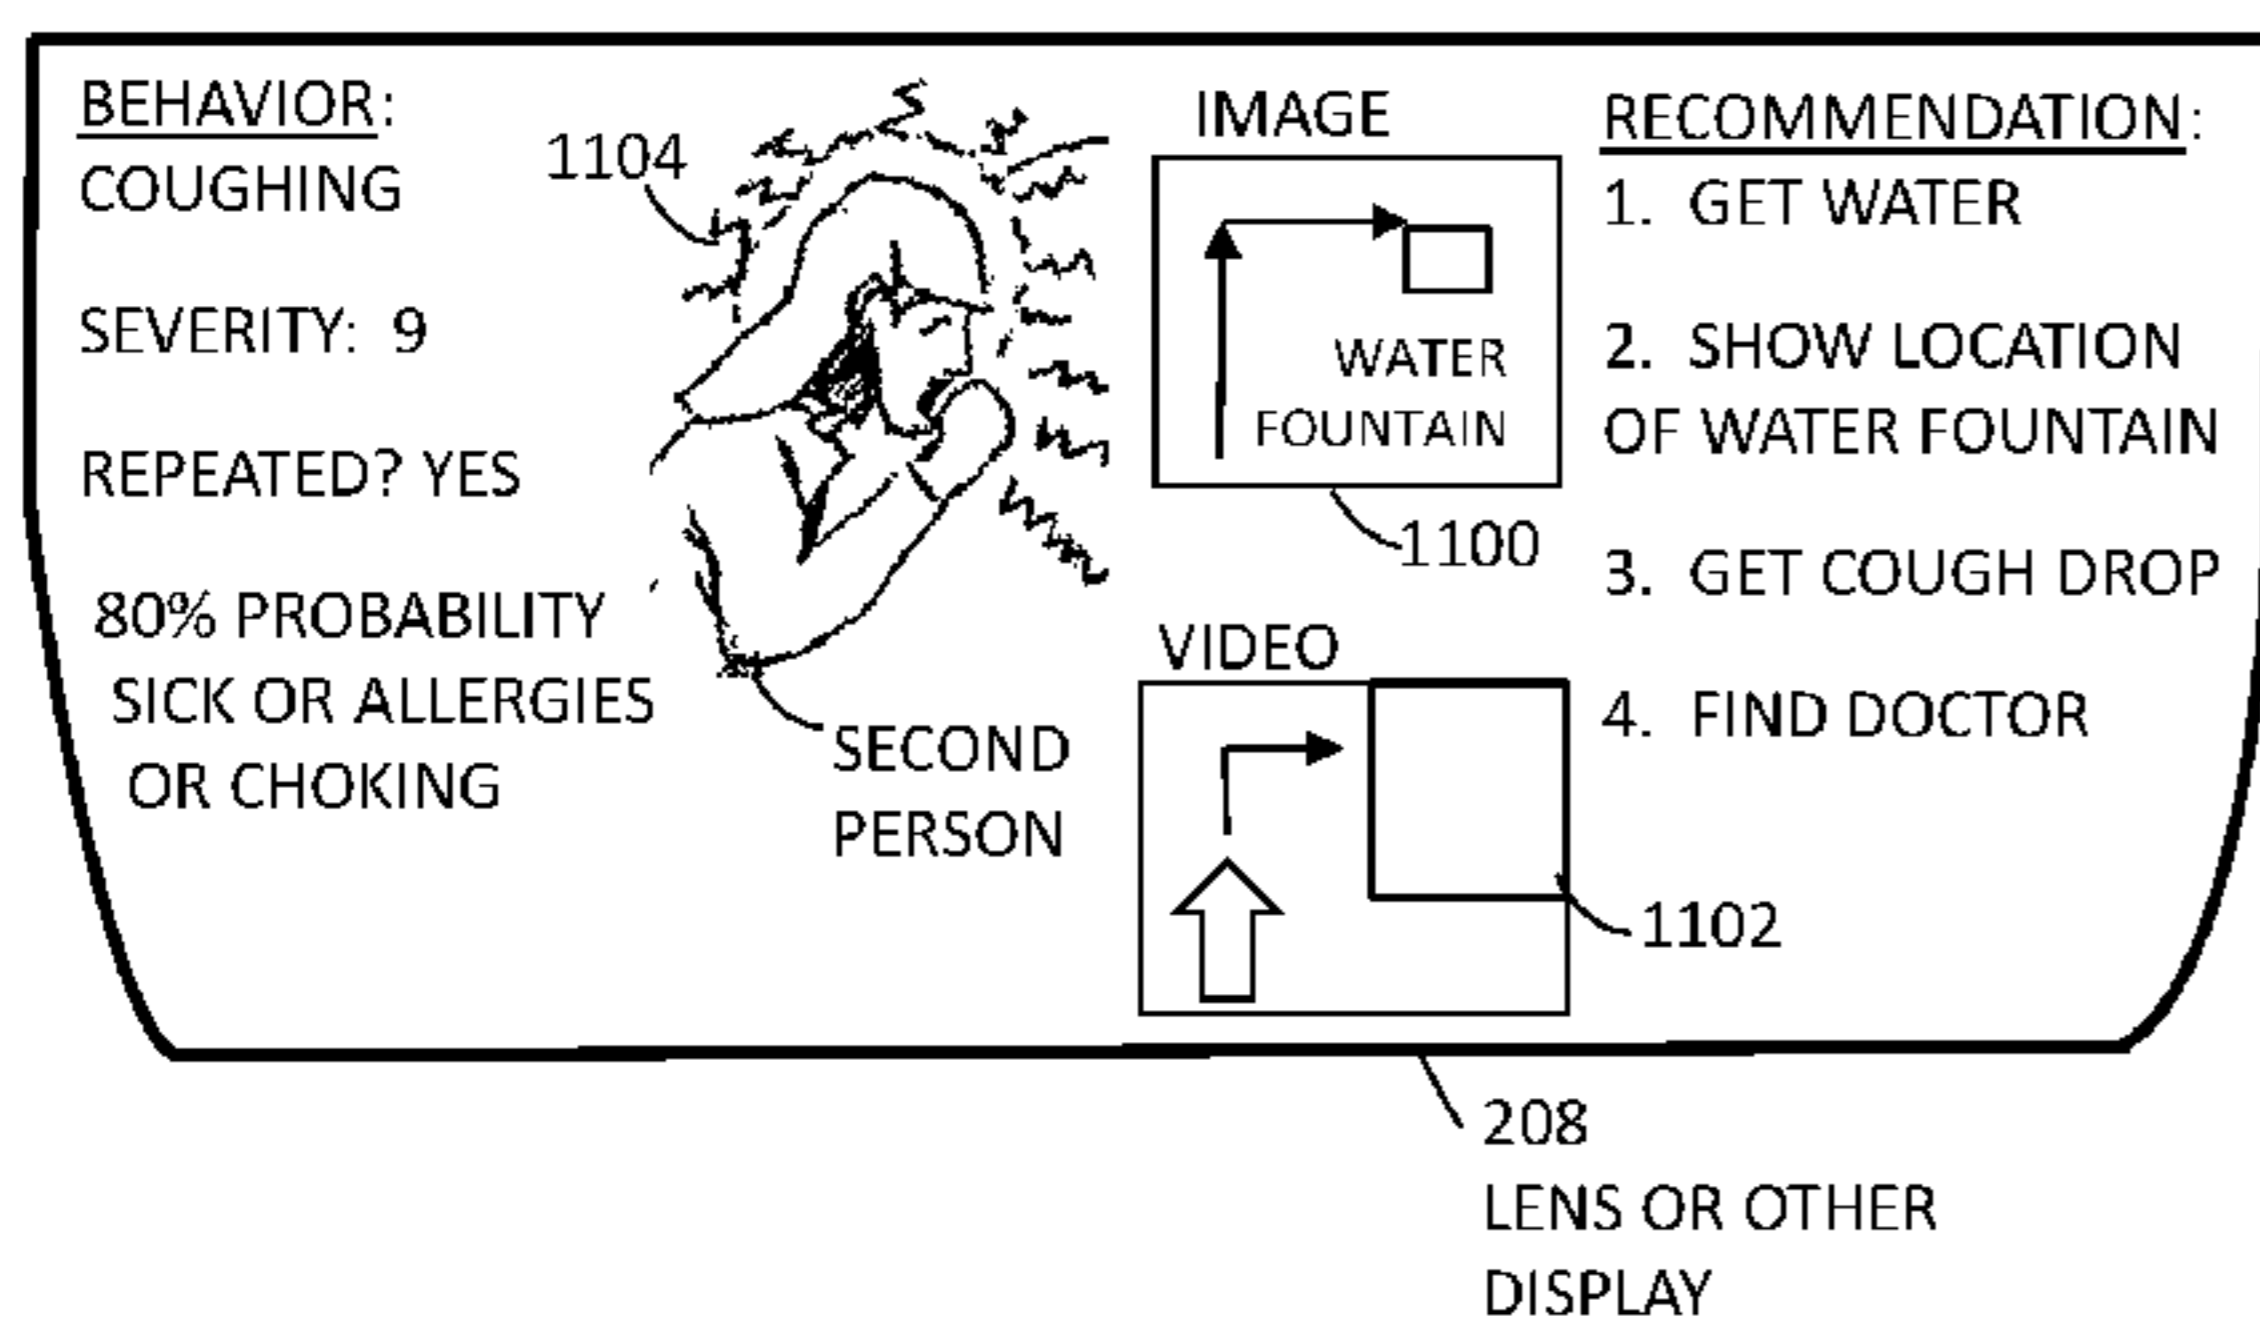 BEHAVIOR:
COUGHING
SEVERITY: 9
REPEATED? YES
80% PROBABILITY
SICK OR ALLERGIES
OR CHOKING
1104
SECOND
PERSON
IMAGE
WATER
FOUNTAIN
1100
VIDEO
1102
RECOMMENDATION:
1. GET WATER
2. SHOW LOCATION
OF WATER FOUNTAIN
3. GET COUGH DROP
4. FIND DOCTOR
208
LENS OR OTHER
DISPLAY